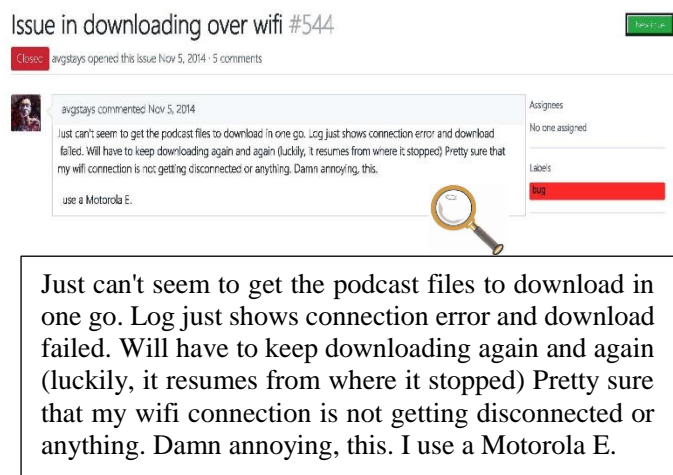 Issue in downloading over wifi #544
New issue
Closed avgstays opened this issue Nov 5, 2014 · 5 comments
avgstays commented Nov 5, 2014
Just can't seem to get the podcast files to download in one go. Log just shows connection error and download
failed. Will have to keep downloading again and again (luckily, it resumes from where it stopped) Pretty sure that
my wifi connection is not getting disconnected or anything. Damn annoying, this.
use a Motorola E.
Assignees
No one assigned
Labels
bug
Just can't seem to get the podcast files to download in
one go. Log just shows connection error and download
failed. Will have to keep downloading again and again
(luckily, it resumes from where it stopped) Pretty sure
that my wifi connection is not getting disconnected or
anything. Damn annoying, this. I use a Motorola E.